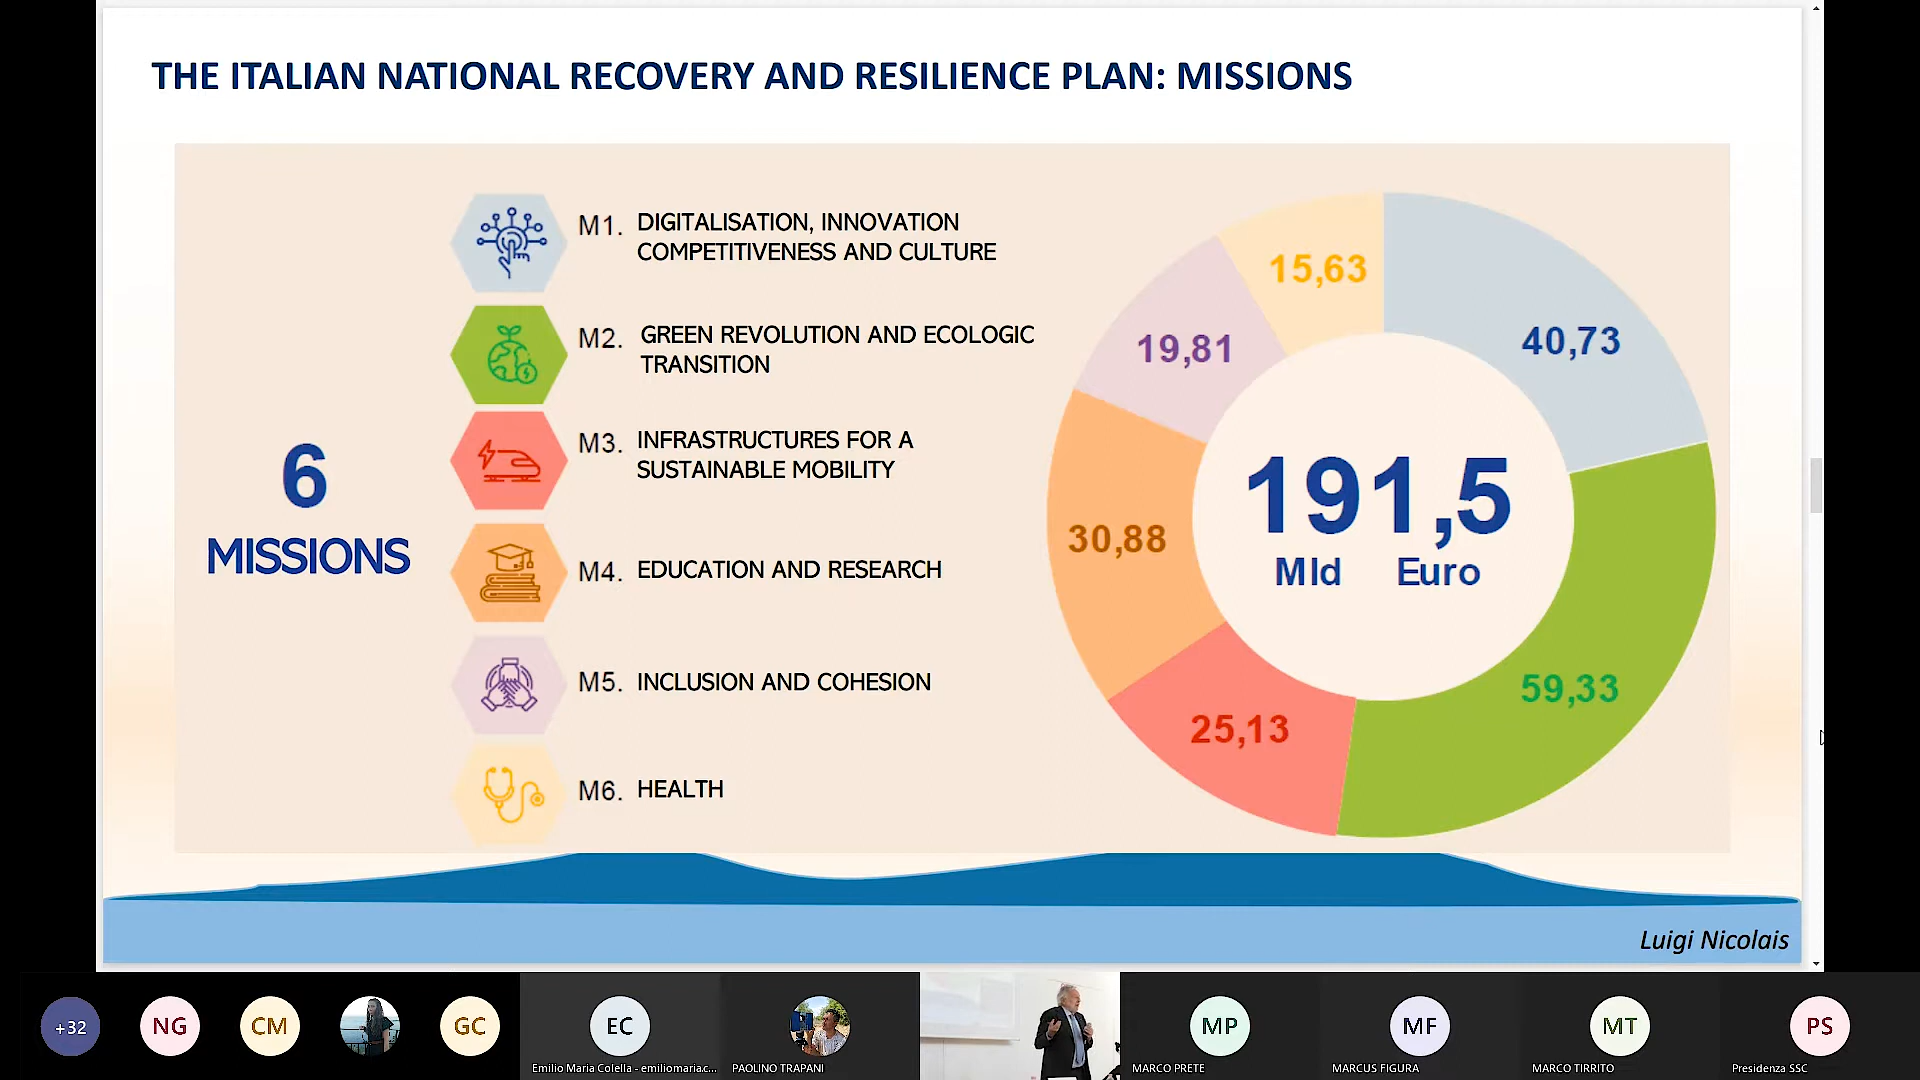 THE ITALIAN NATIONAL RECOVERY AND RESILIENCE PLAN: MISSIONS
6
MISSIONS
M1. DIGITALISATION, INNOVATION
COMPETITIVENESS AND CULTURE
M2. GREEN REVOLUTION AND ECOLOGIC
TRANSITION
M3. INFRASTRUCTURES FOR A
SUSTAINABLE MOBILITY
M4. EDUCATION AND RESEARCH
M5. INCLUSION AND COHESION
M6. HEALTH
15,63
40,73
19,81
30,88
25,13
59,33
191,5
Mld Euro
Luigi Nicolais
+32
NG
CM
GC
EC
Emilio Maria Colella - emiliomaria.c...
PAOLINO TRAPANI
MP
MARCO PRETE
MF
MARCUS FIGURA
MT
MARCO TIRRITO
PS
Presidenza SSC